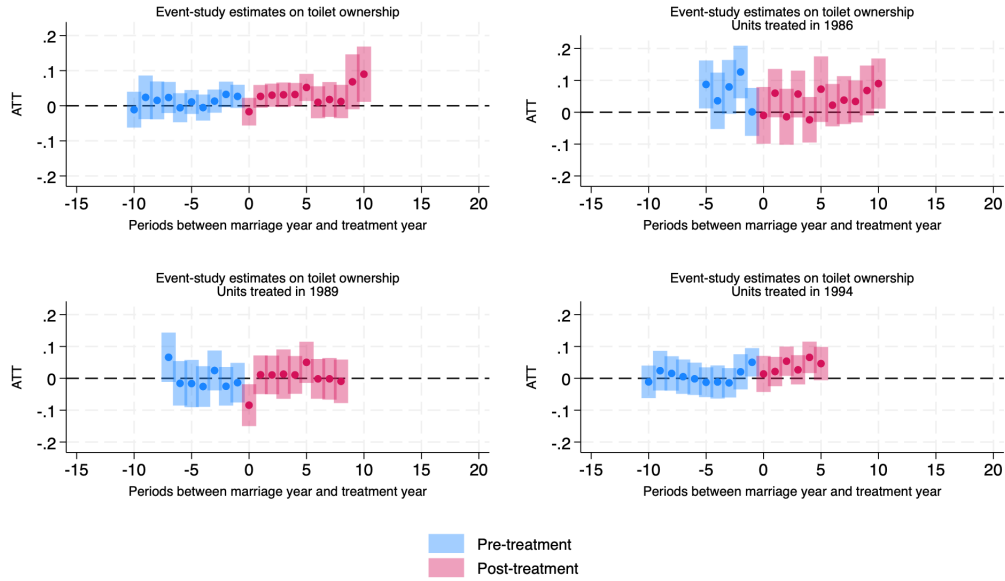 Event-study estimates on toilet ownership
.2
.1
0
-.1
-.2
ATT
-15 -10 -5 0 5 10 15 20
Periods between marriage year and treatment year
Event-study estimates on toilet ownership
Units treated in 1986
.2
.1
0
-.1
-.2
ATT
-15 -10 -5 0 5 10 15 20
Periods between marriage year and treatment year
Event-study estimates on toilet ownership
Units treated in 1989
.2
.1
0
-.1
-.2
ATT
-15 -10 -5 0 5 10 15 20
Periods between marriage year and treatment year
Event-study estimates on toilet ownership
Units treated in 1994
.2
.1
0
-.1
-.2
ATT
-15 -10 -5 0 5 10 15 20
Periods between marriage year and treatment year
Pre-treatment
Post-treatment